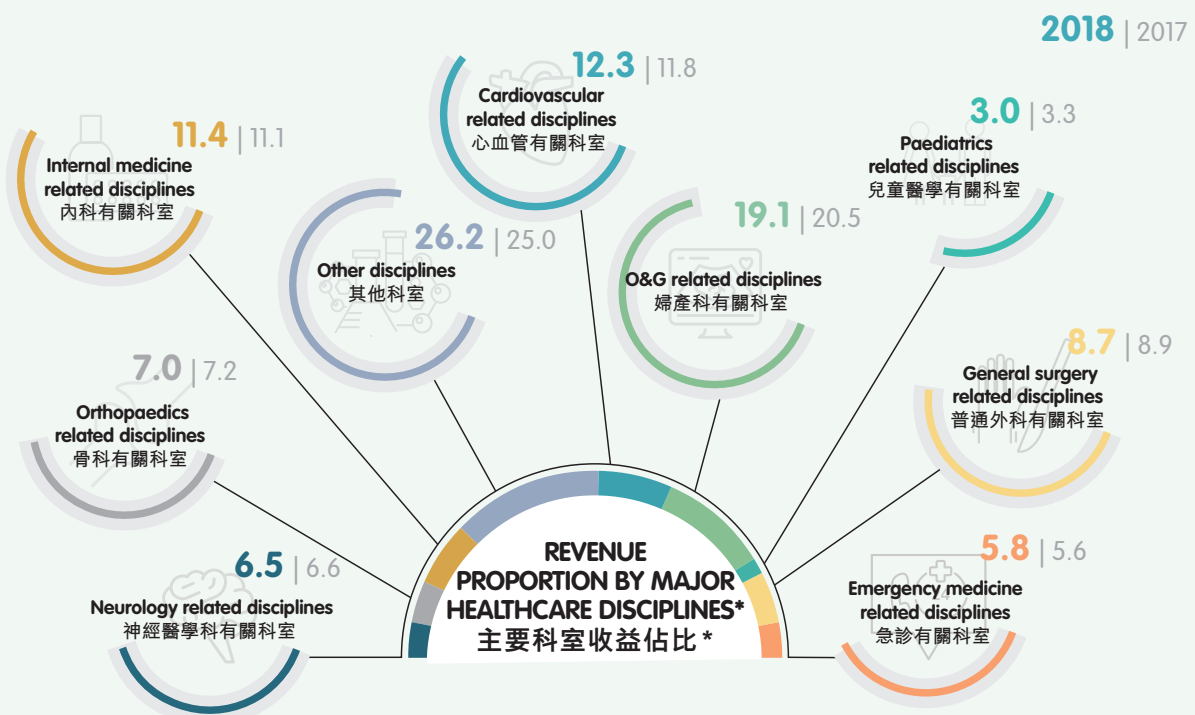 2018 | 2017
12.3 | 11.8
Cardiovascular
related disciplines
心血管有關科室
3.0 | 3.3
Paediatrics
related disciplines
兒童醫學有關科室
11.4 | 11.1
Internal medicine
related disciplines
內科有關科室
26.2 | 25.0
Other disciplines
其他科室
19.1 | 20.5
O&G related disciplines
婦產科有關科室
7.0 | 7.2
Orthopaedics
related disciplines
骨科有關科室
8.7 | 8.9
General surgery
related disciplines
普通外科有關科室
6.5 | 6.6
Neurology related disciplines
神經醫學科有關科室
REVENUE
PROPORTION BY MAJOR
HEALTHCARE DISCIPLINES*
主要科室收益佔比*
5.8 | 5.6
Emergency medicine
related disciplines
急診有關科室